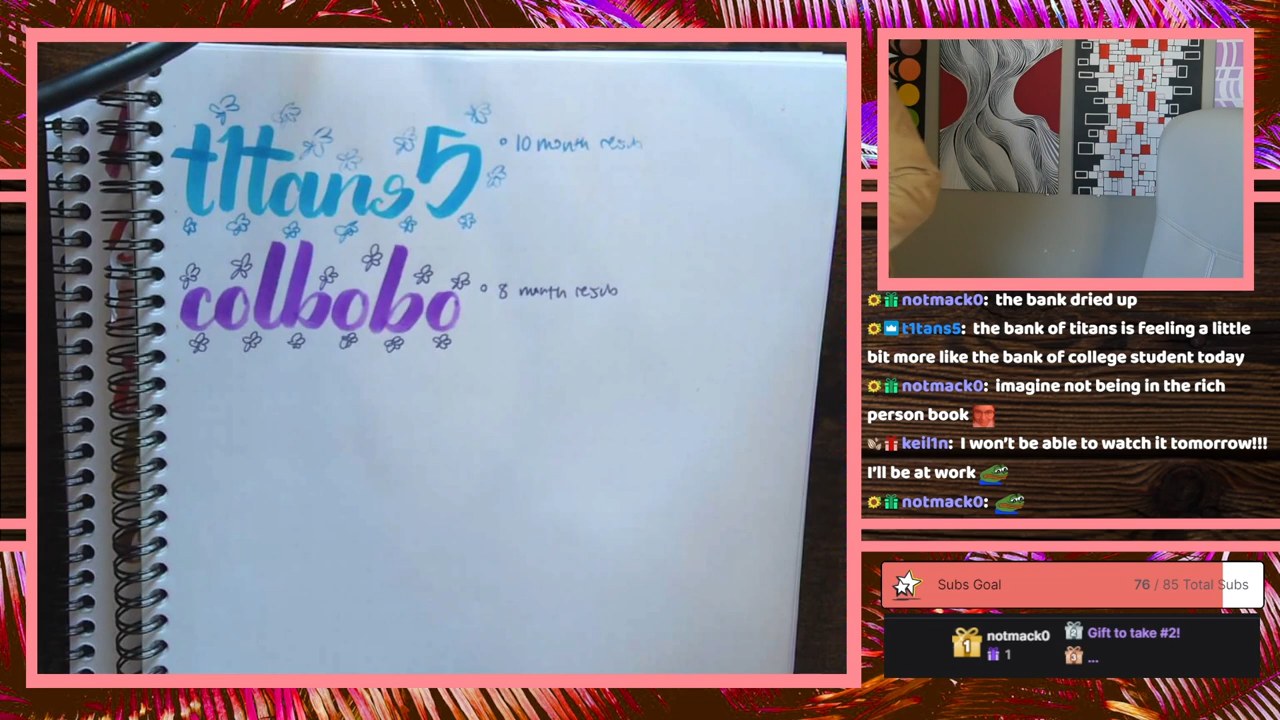 t1tans5
10 month resub
colbobo
8 month resub
notmack0: the bank dried up
t1tans5: the bank of titans is feeling a little
bit more like the bank of college student today
notmack0: imagine not being in the rich
person book
keil1n: I won't be able to watch it tomorrow!!!
I'll be at work
notmack0:
Subs Goal 76 / 85 Total Subs
1 notmack0 2 Gift to take #2!
1 3 ...